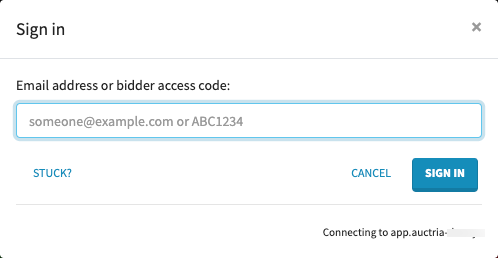 Sign in
×
Email address or bidder access code:
someone@example.com or ABC1234
STUCK?
CANCEL
SIGN IN
Connecting to app.auctria-